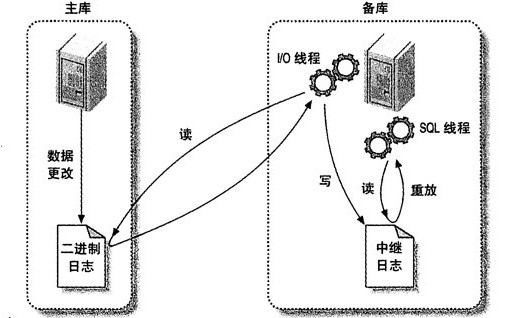 主库
备库
I/O 线程
SQL 线程
读
数据
更改
写
读
重放
二进制
日志
中继
日志